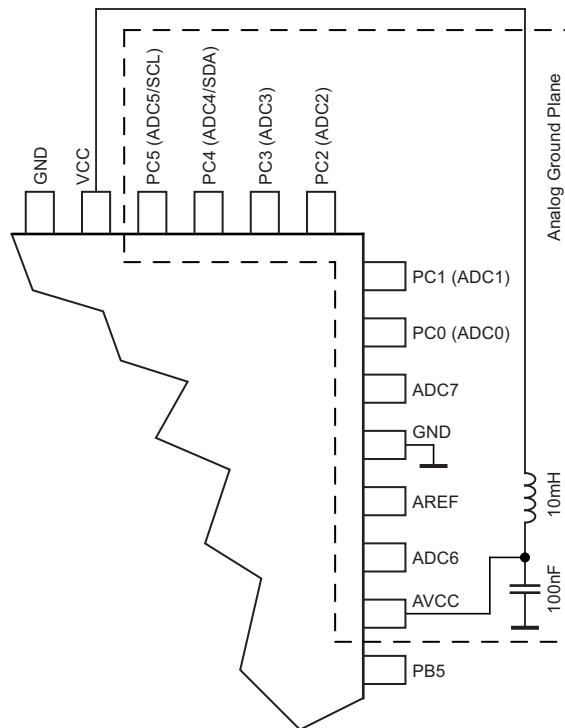 GND
VCC
PC5 (ADC5/SCL)
PC4 (ADC4/SDA)
PC3 (ADC3)
PC2 (ADC2)
Analog Ground Plane
PC1 (ADC1)
PC0 (ADC0)
ADC7
GND
AREF
ADC6
AVCC
PB5
10mH
100nF